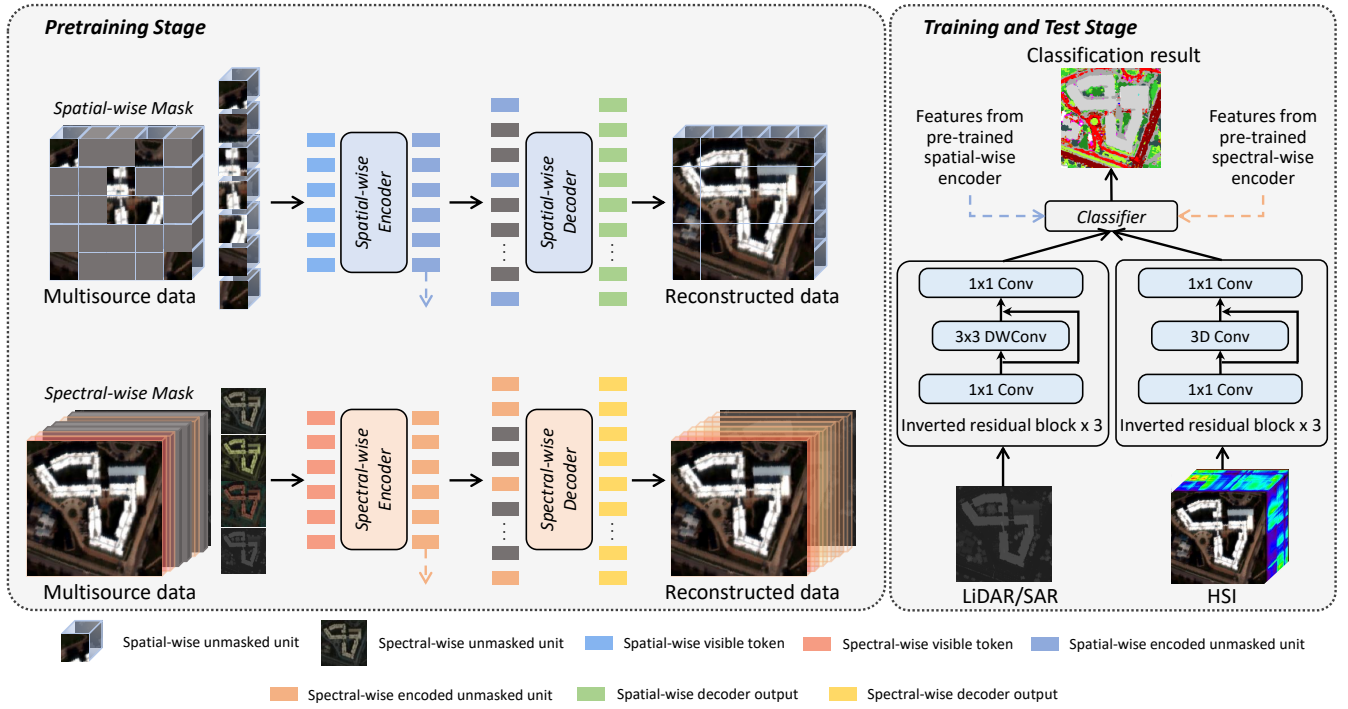 Pretraining Stage
Spatial-wise Mask
Multisource data
Spatial-wise
Encoder
Spatial-wise
Decoder
Reconstructed data
Spectral-wise Mask
Multisource data
Spectral-wise
Encoder
Spectral-wise
Decoder
Reconstructed data
Training and Test Stage
Classification result
Features from
pre-trained
spatial-wise
encoder
Features from
pre-trained
spectral-wise
encoder
Classifier
1x1 Conv
3x3 DWConv
1x1 Conv
Inverted residual block x 3
1x1 Conv
3D Conv
1x1 Conv
Inverted residual block x 3
LiDAR/SAR
HSI
Spatial-wise unmasked unit
Spectral-wise unmasked unit
Spatial-wise visible token
Spectral-wise visible token
Spatial-wise encoded unmasked unit
Spectral-wise encoded unmasked unit
Spatial-wise decoder output
Spectral-wise decoder output